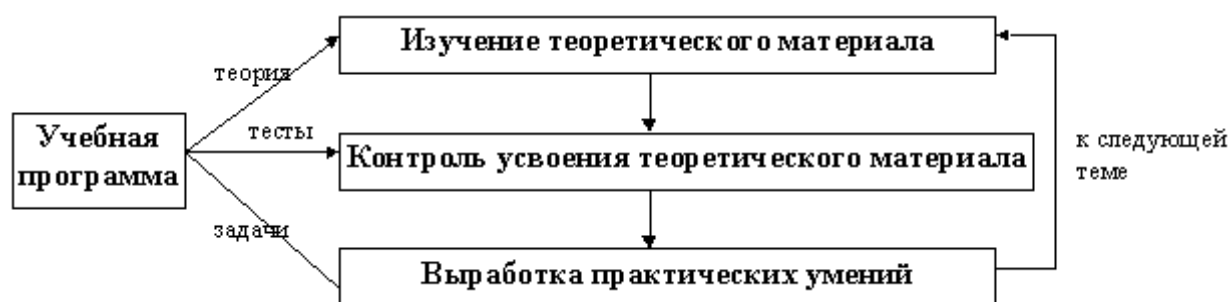 Изучение теоретического материала
теория
Учебная
программа
тесты
Контроль усвоения теоретического материала
к следующей
теме
задачи
Выработка практических умений